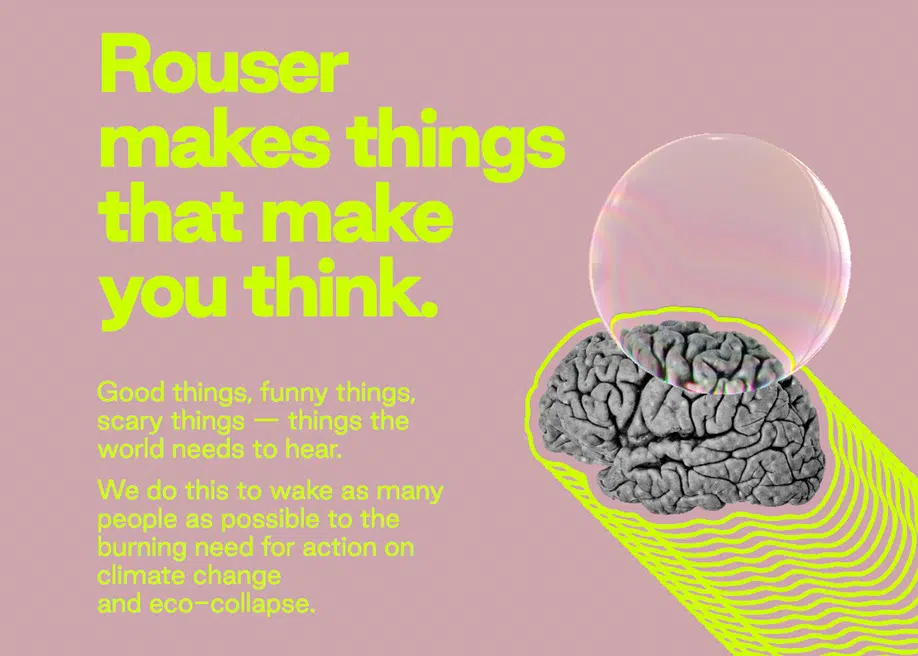 Rouser
makes things
that make
you think.
Good things, funny things,
scary things — things the
world needs to hear.
We do this to wake as many
people as possible to the
burning need for action on
climate change
and eco-collapse.